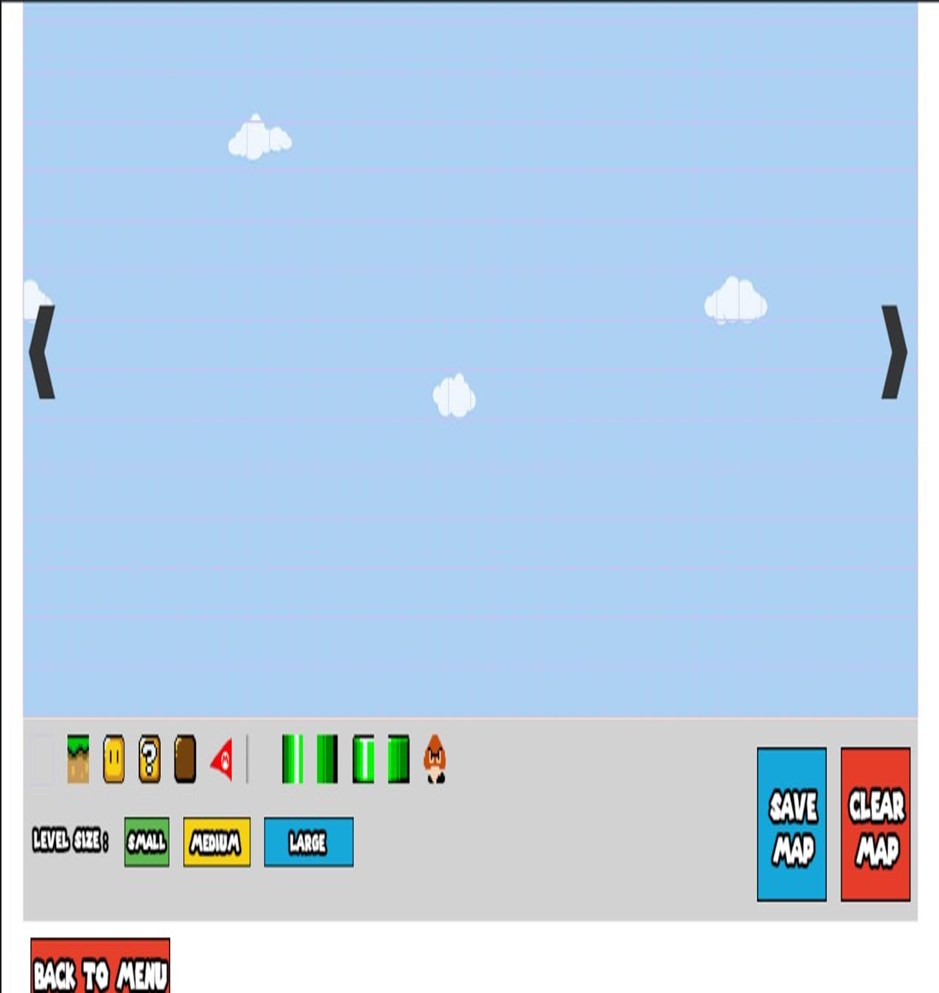 ?
LEVEL SIZE:
SMALL
MEDIUM
LARGE
SAVE
MAP
CLEAR
MAP
BACK TO MENU